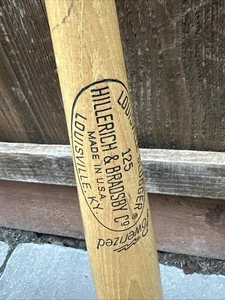 LOUISVILLE SLUGGER
125
HILLERICH & BRADSBY Cº
MADE IN U.S.A.
LOUISVILLE, KY
®
Powerized